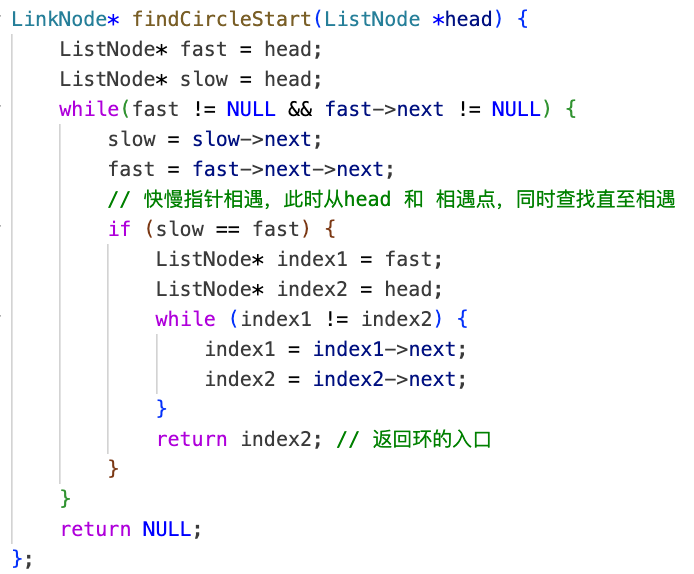 LinkNode* findCircleStart(ListNode *head) {
    ListNode* fast = head;
    ListNode* slow = head;
    while(fast != NULL && fast->next != NULL) {
        slow = slow->next;
        fast = fast->next->next;
        // 快慢指针相遇，此时从head 和 相遇点，同时查找直至相遇
        if (slow == fast) {
            ListNode* index1 = fast;
            ListNode* index2 = head;
            while (index1 != index2) {
                index1 = index1->next;
                index2 = index2->next;
            }
            return index2; // 返回环的入口
        }
    }
    return NULL;
};